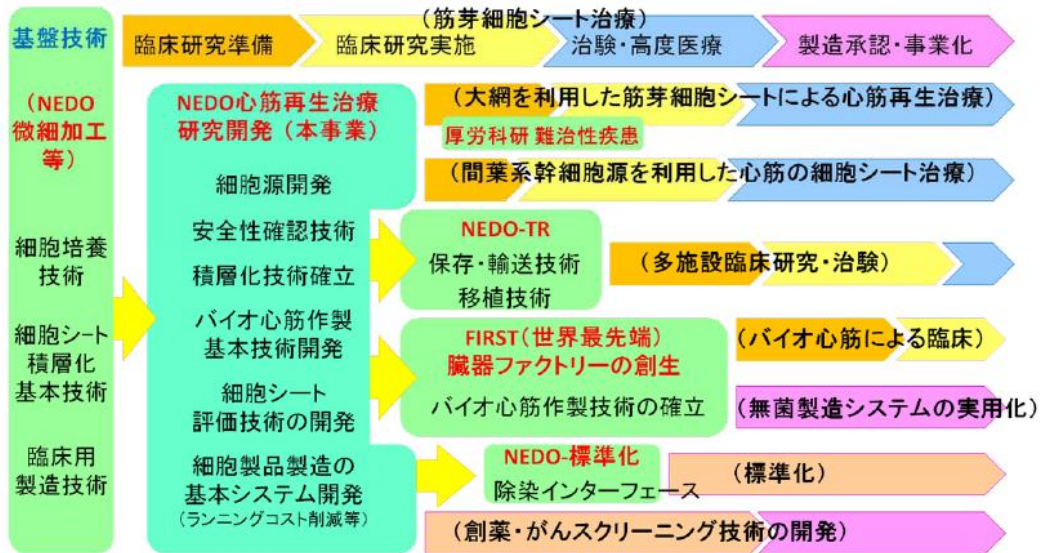 基盤技術
(NEDO
微細加工
等)
細胞培養
技術
細胞シート
積層化
基本技術
臨床用
製造技術
(筋芽細胞シート治療)
臨床研究準備
臨床研究実施
治験・高度医療
製造承認・事業化
NEDO心筋再生治療
研究開発(本事業)
細胞源開発
安全性確認技術
積層化技術確立
バイオ心筋作製
基本技術開発
細胞シート
評価技術の開発
細胞製品製造の
基本システム開発
(ランニングコスト削減等)
(大網を利用した筋芽細胞シートによる心筋再生治療)
厚労科研 難治性疾患
(間葉系幹細胞源を利用した心筋の細胞シート治療)
NEDO-TR
保存・輸送技術
移植技術
(多施設臨床研究・治験)
FIRST(世界最先端)
臓器ファクトリーの創生
バイオ心筋作製技術の確立
(バイオ心筋による臨床)
(無菌製造システムの実用化)
NEDO-標準化
除染インターフェース
(標準化)
(創薬・がんスクリーニング技術の開発)